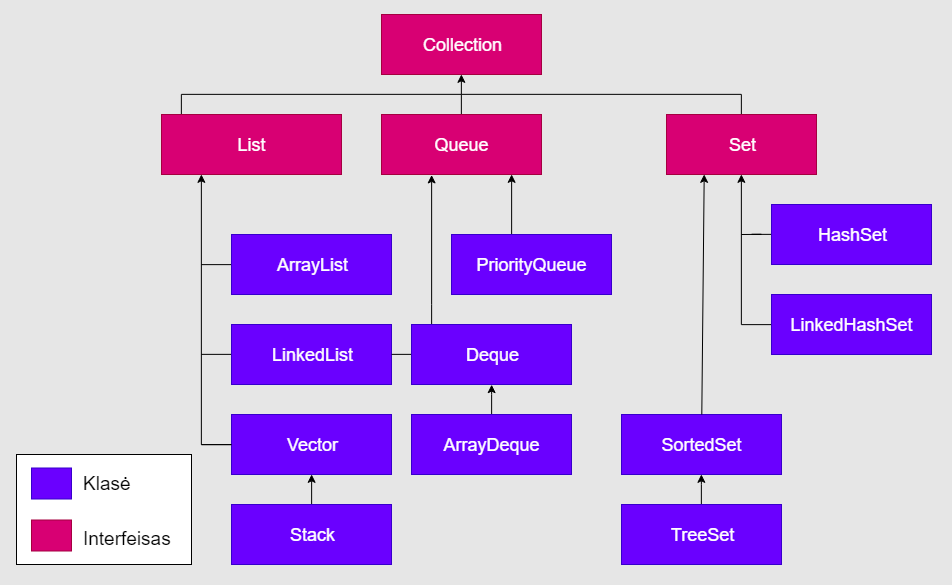 Collection
List
Queue
Set
HashSet
ArrayList
PriorityQueue
LinkedHashSet
LinkedList
Deque
Vector
ArrayDeque
SortedSet
Stack
TreeSet
Klasė
Interfeisas